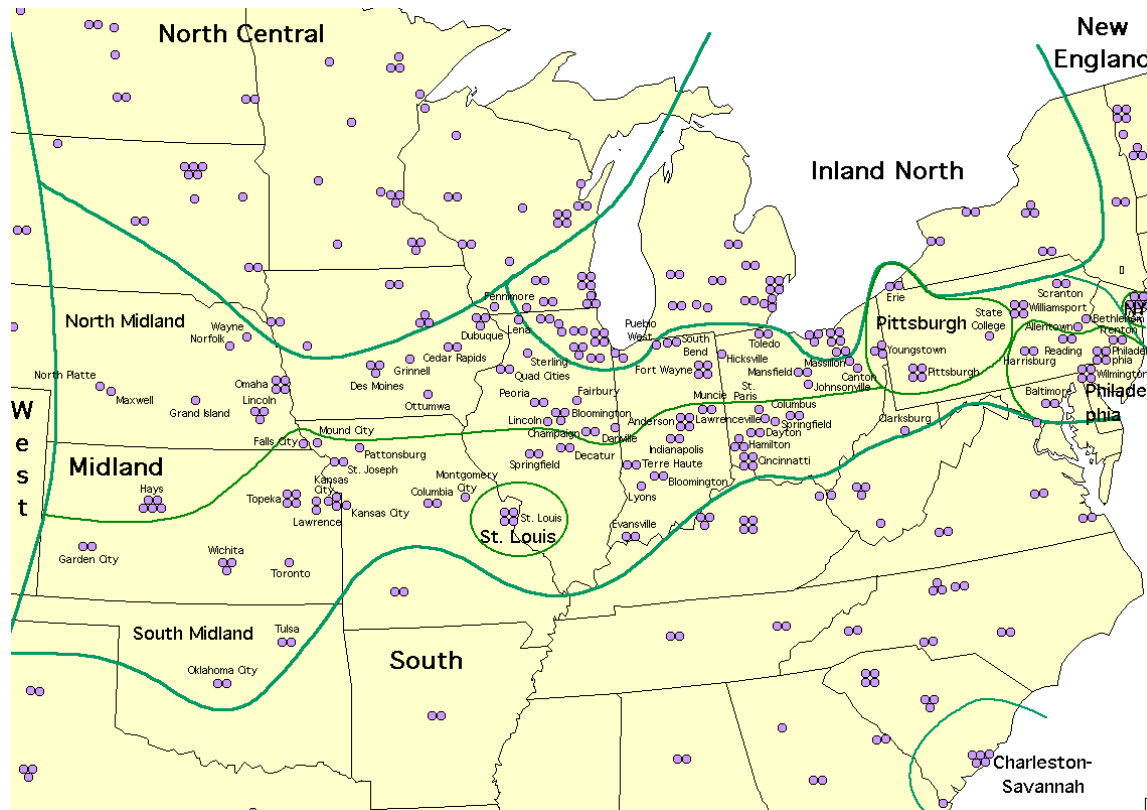 North Central
New
England
Inland North
North Midland
Wayne
Norfolk
North Platte
Maxwell
Grand Island
Omaha
Lincoln
Fennimore
Dubuque
Lena
Cedar Rapids
Grinnell
Des Moines
Ottumwa
Sterling
Quad Cities
Peoria
Fairbury
Lincoln
Bloomington
Champaign
Danville
Decatur
Springfield
Pueblo
West
South
Bend
Fort Wayne
Toledo
Hicksville
Mansfield
Massillon
Canton
Johnsonville
Erie
Pittsburgh
Youngstown
Pittsburgh
State
College
Williamsport
Scranton
Bethlehem
Allentown
Trenton
Reading
Harrisburg
Philadel
phia
Wilmington
Baltimore
Philadel
phia
NY
W
e
s
t
Midland
Falls City
Mound City
Pattonsburg
St. Joseph
Hays
Topeka
Kansas
City
Lawrence
Kansas City
Columbia
Montgomery
City
St. Louis
St. Louis
Garden City
Wichita
Toronto
Muncie
St.
Paris
Anderson
Lawrenceville
Columbus
Springfield
Dayton
Indianapolis
Hamilton
Cincinnati
Terre Haute
Bloomington
Lyons
Evansville
Clarksburg
South Midland
Tulsa
Oklahoma City
South
Charleston-
Savannah